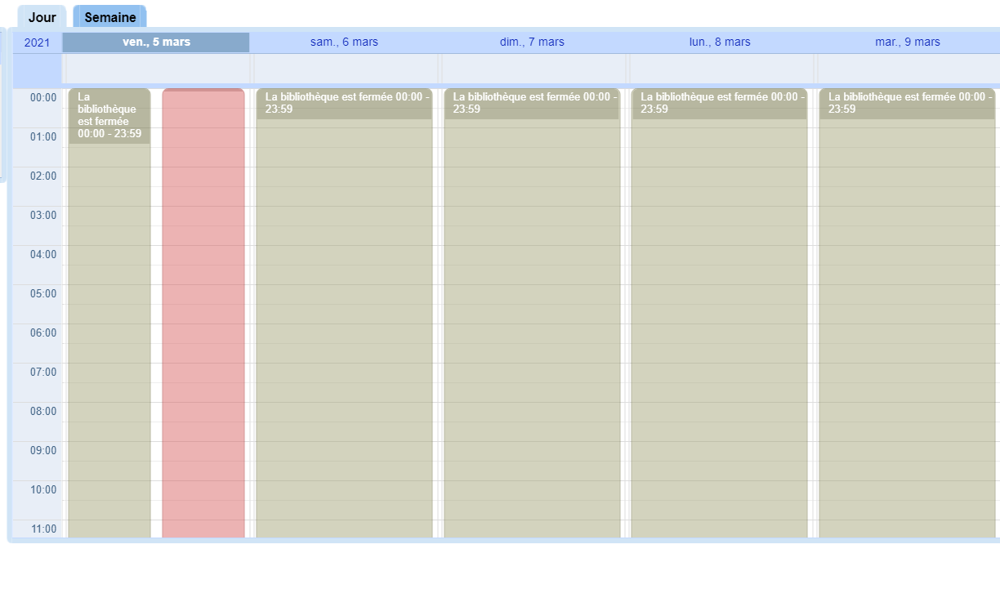 Jour Semaine
2021 ven., 5 mars sam., 6 mars dim., 7 mars lun., 8 mars mar., 9 mars
La
bibliothèque
est fermée
00:00 - 23:59
La bibliothèque est fermée 00:00 -
23:59
La bibliothèque est fermée 00:00 -
23:59
La bibliothèque est fermée 00:00 -
23:59
La bibliothèque est fermée 00:00 -
23:59
00:00
01:00
02:00
03:00
04:00
05:00
06:00
07:00
08:00
09:00
10:00
11:00